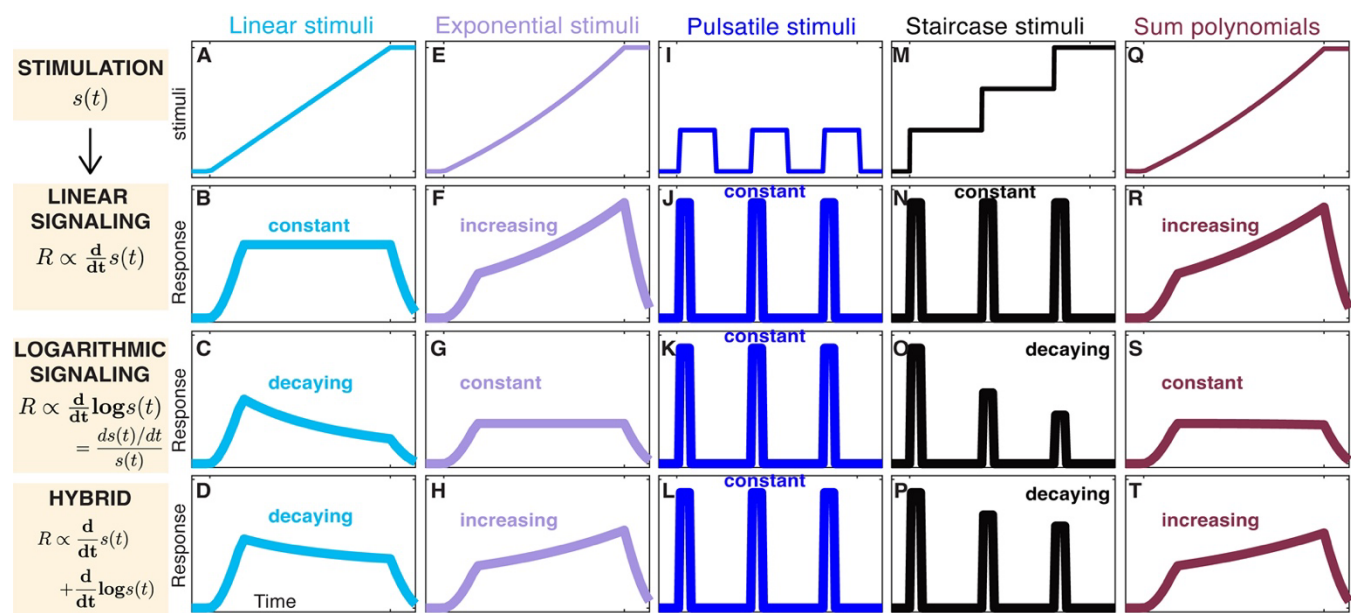 Linear stimuli
Exponential stimuli
Pulsatile stimuli
Staircase stimuli
Sum polynomials
STIMULATION
s(t)
stimuli
A
E
I
M
Q
LINEAR
SIGNALING
R ∝ d/dt s(t)
Response
B
constant
F
increasing
J
constant
N
constant
R
increasing
LOGARITHMIC
SIGNALING
R ∝ d/dt log s(t)
= ds(t)/dt / s(t)
Response
C
decaying
G
constant
K
constant
O
decaying
S
constant
HYBRID
R ∝ d/dt s(t)
+ d/dt log s(t)
Response
D
decaying
Time
H
increasing
L
constant
P
decaying
T
increasing